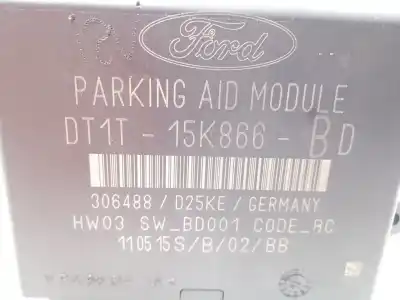 Ford
PARKING AID MODULE
DT1T - 15K866 - BD
306488 / D25KE / GERMANY
HW03 SW_BD001 CODE_BC
110515S/B/02/BB